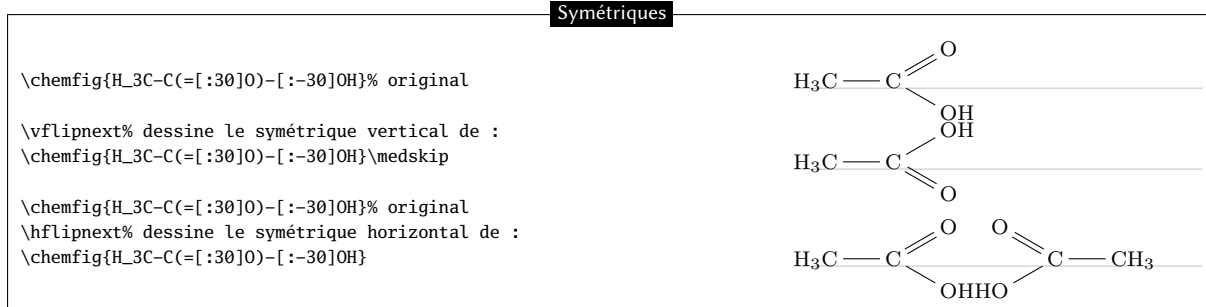 Symétriques
\chemfig{H_3C-C(=[:30]O)-[:-30]OH}% original
\vflipnext% dessine le symétrique vertical de :
\chemfig{H_3C-C(=[:30]O)-[:-30]OH}\medskip
\chemfig{H_3C-C(=[:30]O)-[:-30]OH}% original
\hflipnext% dessine le symétrique horizontal de :
\chemfig{H_3C-C(=[:30]O)-[:-30]OH}
O
H₃C C
OH
OH
H₃C C
O
O O
H₃C C C CH₃
OHHO